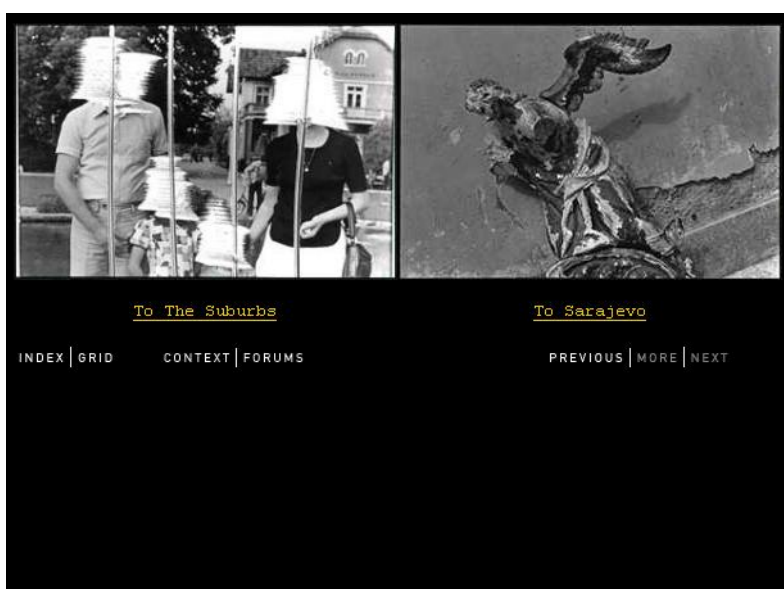 To The Suburbs
To Sarajevo
INDEX GRID CONTEXT FORUMS PREVIOUS MORE NEXT